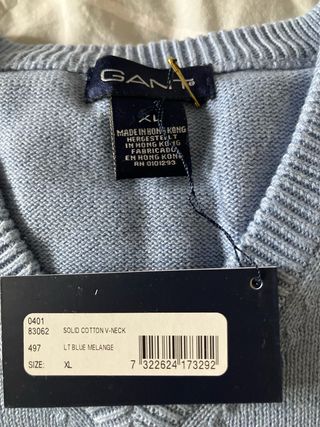 GANT
XL
MADE IN HONG KONG
HERGESTELLT
IN HONG KONG
FABRICADO
EN HONG KONG
RN 0101293
0401
83062 SOLID COTTON V-NECK
497 LT BLUE MELANGE
SIZE: XL
7 322624 173292